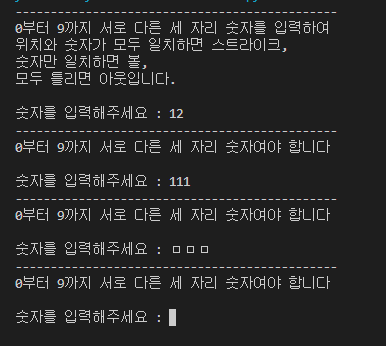 ----------------------------------------
0부터 9까지 서로 다른 세 자리 숫자를 입력하여
위치와 숫자가 모두 일치하면 스트라이크,
숫자만 일치하면 볼,
모두 틀리면 아웃입니다.
숫자를 입력해주세요 : 12
----------------------------------------
0부터 9까지 서로 다른 세 자리 숫자여야 합니다
숫자를 입력해주세요 : 111
----------------------------------------
0부터 9까지 서로 다른 세 자리 숫자여야 합니다
숫자를 입력해주세요 : ㅁㅁㅁ
----------------------------------------
0부터 9까지 서로 다른 세 자리 숫자여야 합니다
숫자를 입력해주세요 :